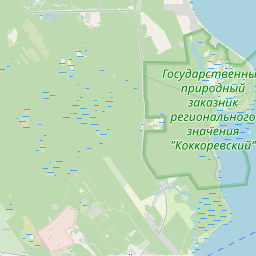 Государственный
природный
заказник
регионального
значения
"Коккоревский"